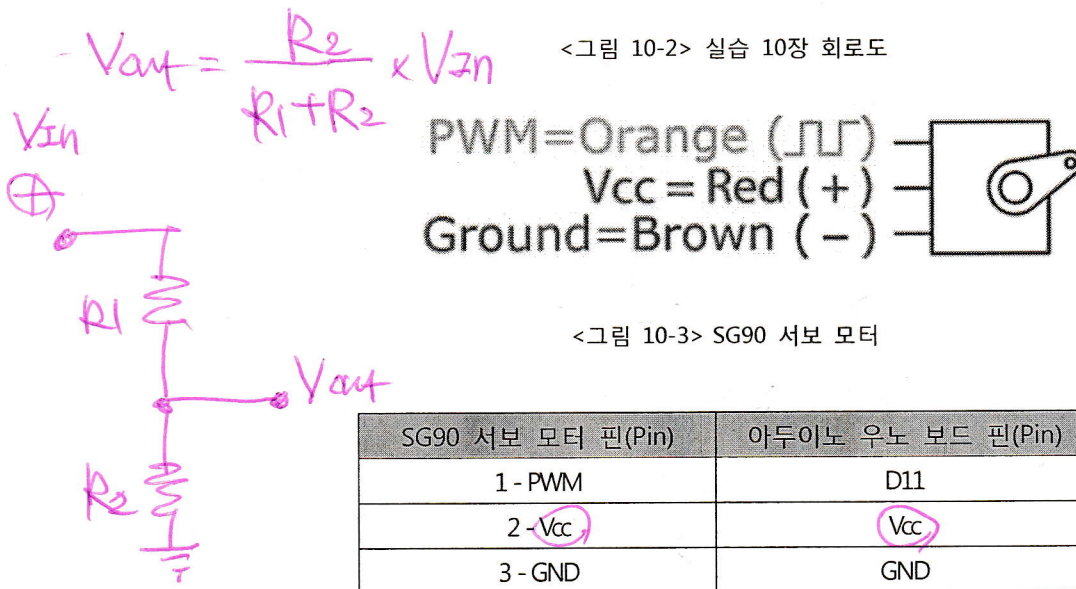 Vout = R2 / R1+R2 x VIn
<그림 10-2> 실습 10장 회로도
VIn
PWM=Orange (⎍⎍)
Vcc = Red ( + )
Ground=Brown ( − )
R1
<그림 10-3> SG90 서보 모터
Vout
R2
SG90 서보 모터 핀(Pin) 아두이노 우노 보드 핀(Pin)
1 - PWM D11
2 - Vcc Vcc
3 - GND GND